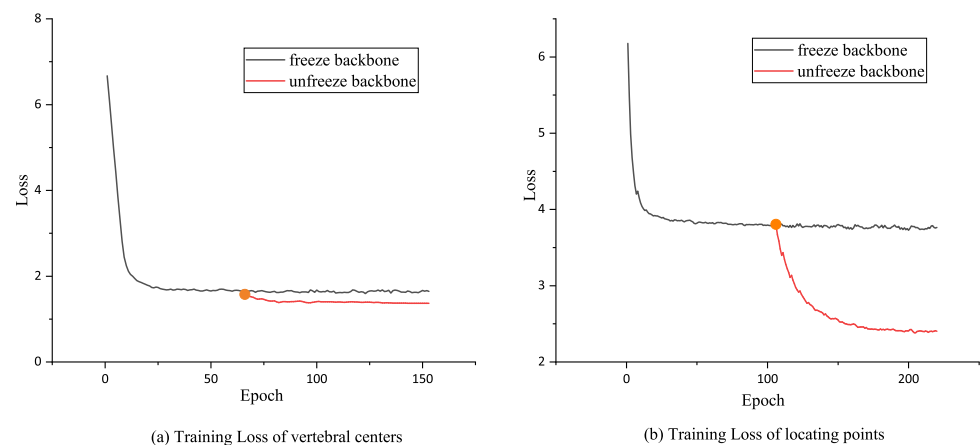 8
6
4
2
0
Loss
freeze backbone
unfreeze backbone
0
50
100
150
Epoch
(a) Training Loss of vertebral centers
6
5
4
3
2
Loss
freeze backbone
unfreeze backbone
0
100
200
Epoch
(b) Training Loss of locating points